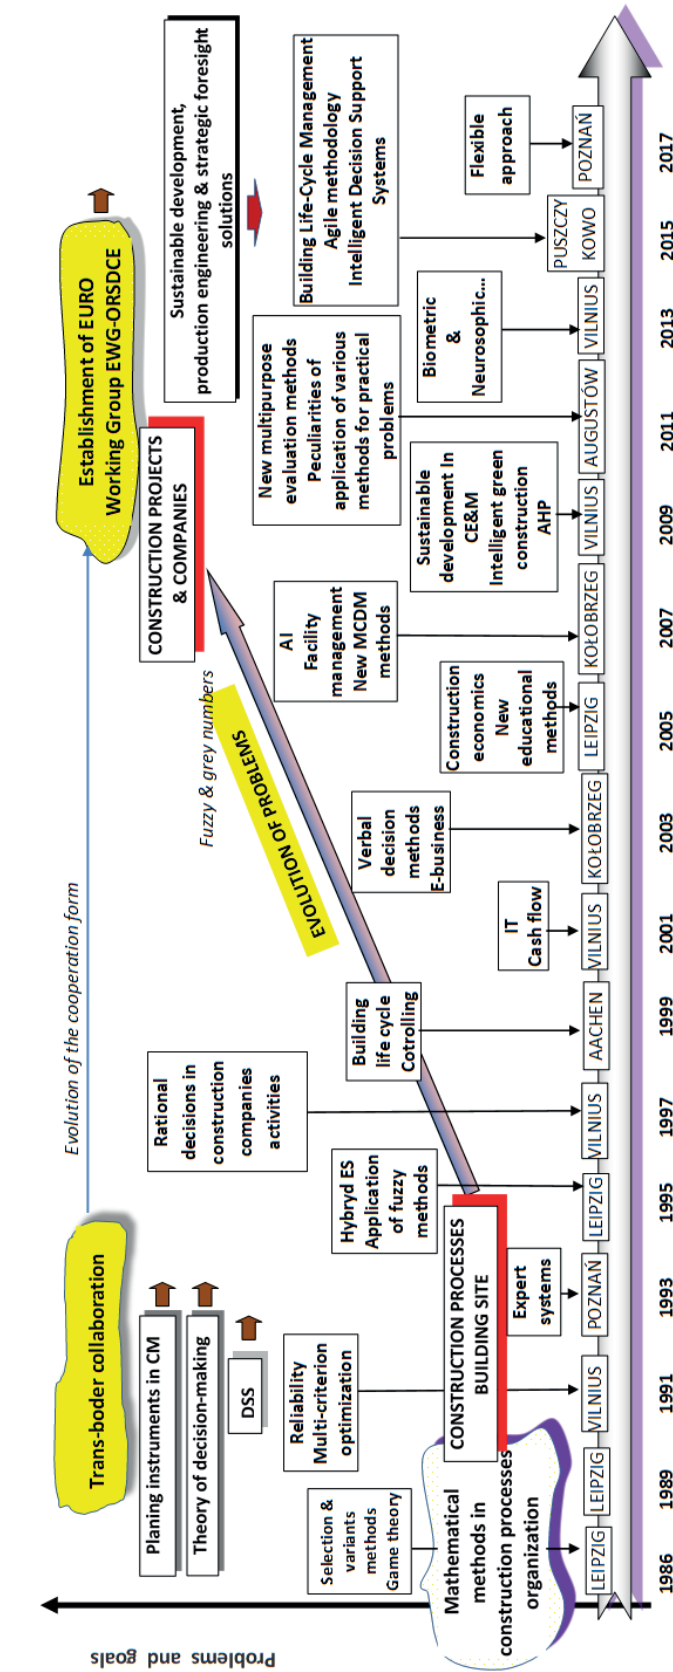 Problems and goals
Trans-boder collaboration
Evolution of the cooperation form
Establishment of EURO
Working Group EWG-ORSDCE
Planing instruments in CM
Theory of decision-making
DSS
Sustainable development,
production engineering & strategic foresight
solutions
CONSTRUCTION PROJECTS
& COMPANIES
Fuzzy & grey numbers
EVOLUTION OF PROBLEMS
CONSTRUCTION PROCESSES
BUILDING SITE
Mathematical
methods in
construction processes
organization
Selection &
variants
methods
Game theory
Reliability
Multi-criterion
optimization
Expert
systems
Hybryd ES
Application
of fuzzy
methods
Rational
decisions in
construction
companies
activities
Building
life cycle
Cotrolling
IT
Cash flow
Verbal
decision
methods
E-business
Construction
economics
New
educational
methods
AI
Facility
management
New MCDM
methods
Sustainable
development In
CE&M
Intelligent green
construction
AHP
New multipurpose
evaluation methods
Peculiarities of
application of various
methods for practical
problems
Biometric
&
Neurosophic...
Building Life-Cycle Management
Agile methodology
Intelligent Decision Support
Systems
Flexible
approach
LEIPZIG
LEIPZIG
VILNIUS
POZNAŃ
LEIPZIG
VILNIUS
AACHEN
VILNIUS
KOŁOBRZEG
LEIPZIG
KOŁOBRZEG
VILNIUS
AUGUSTÓW
VILNIUS
PUSZCZY
KOWO
POZNAŃ
1986
1989
1991
1993
1995
1997
1999
2001
2003
2005
2007
2009
2011
2013
2015
2017